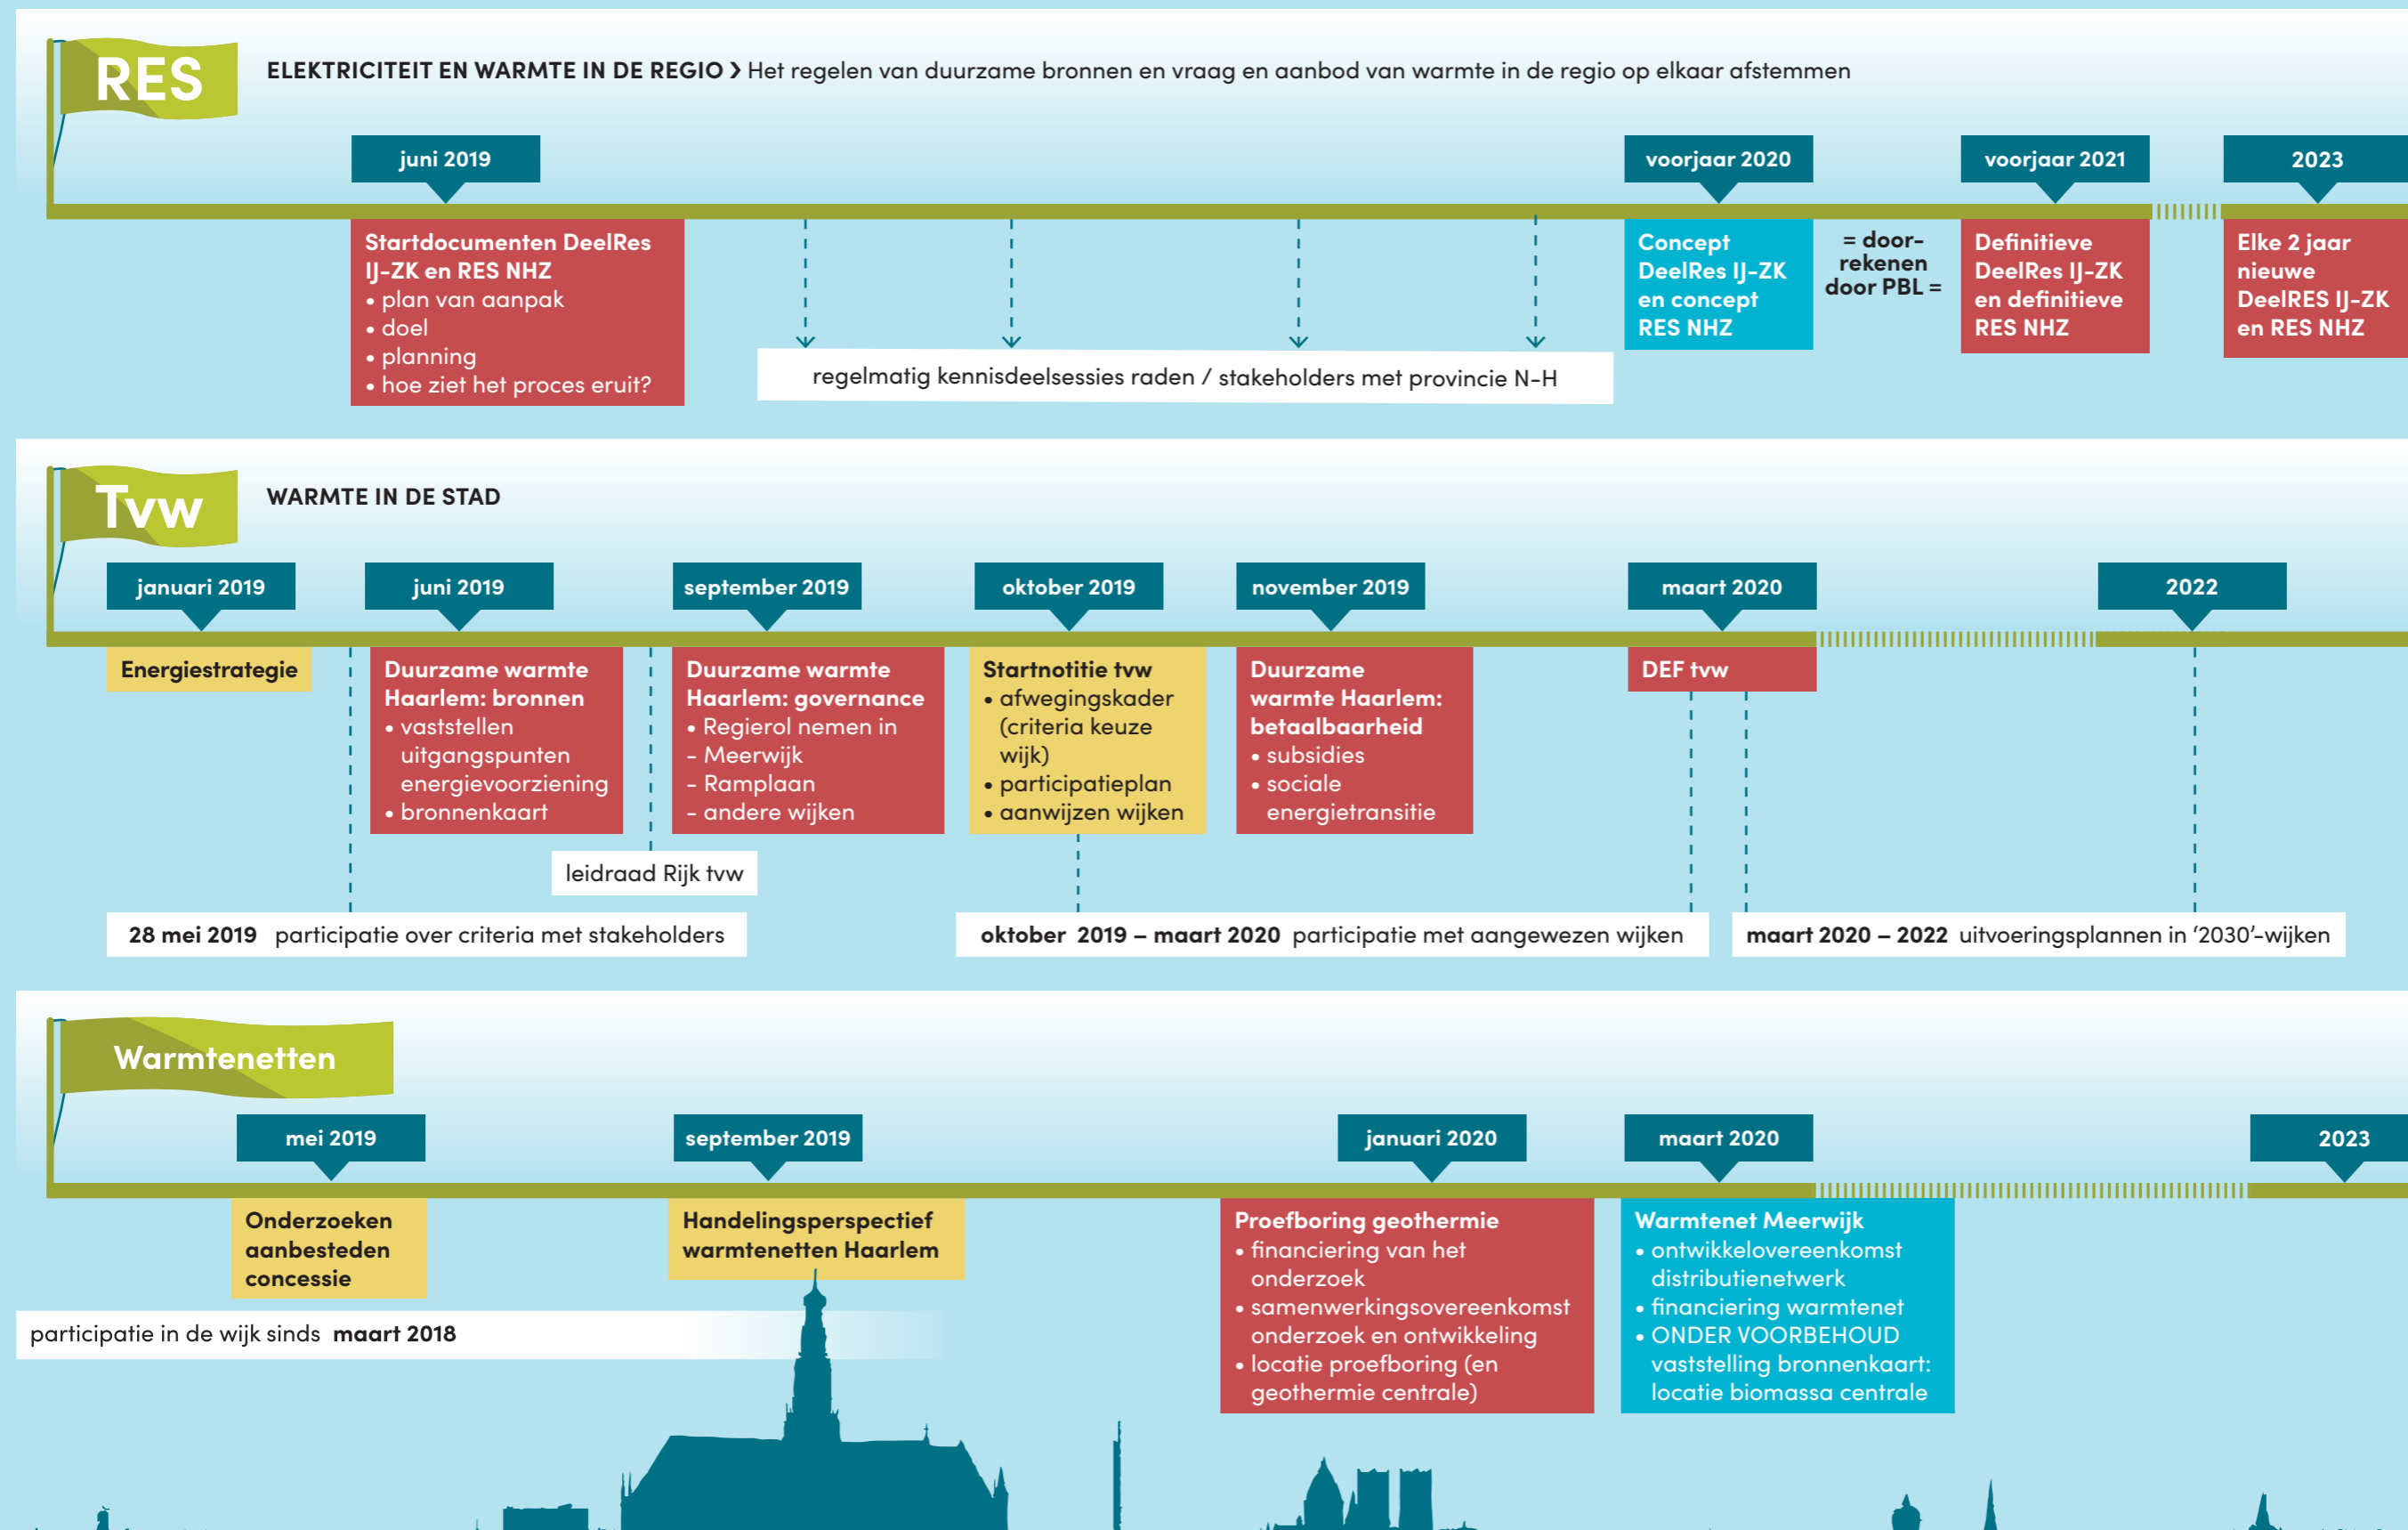 RES
ELEKTRICITEIT EN WARMTE IN DE REGIO › Het regelen van duurzame bronnen en vraag en aanbod van warmte in de regio op elkaar afstemmen
juni 2019
voorjaar 2020
voorjaar 2021
2023
Startdocumenten DeelRes
IJ-ZK en RES NHZ
• plan van aanpak
• doel
• planning
• hoe ziet het proces eruit?
regelmatig kennisdeelsessies raden / stakeholders met provincie N-H
Concept
DeelRes IJ-ZK
en concept
RES NHZ
= door-
rekenen
door PBL =
Definitieve
DeelRes IJ-ZK
en definitieve
RES NHZ
Elke 2 jaar
nieuwe
DeelRES IJ-ZK
en RES NHZ
Tvw
WARMTE IN DE STAD
januari 2019
juni 2019
september 2019
oktober 2019
november 2019
maart 2020
2022
Energiestrategie
Duurzame warmte
Haarlem: bronnen
• vaststellen
uitgangspunten
energievoorziening
• bronnenkaart
Duurzame warmte
Haarlem: governance
• Regierol nemen in
- Meerwijk
- Ramplaan
- andere wijken
Startnotitie tvw
• afwegingskader
(criteria keuze
wijk)
• participatieplan
• aanwijzen wijken
Duurzame
warmte Haarlem:
betaalbaarheid
• subsidies
• sociale
energietransitie
DEF tvw
leidraad Rijk tvw
28 mei 2019 participatie over criteria met stakeholders
oktober 2019 – maart 2020 participatie met aangewezen wijken
maart 2020 – 2022 uitvoeringsplannen in ‘2030’-wijken
Warmtenetten
mei 2019
september 2019
januari 2020
maart 2020
2023
Onderzoeken
aanbesteden
concessie
Handelingsperspectief
warmtenetten Haarlem
Proefboring geothermie
• financiering van het
onderzoek
• samenwerkingsovereenkomst
onderzoek en ontwikkeling
• locatie proefboring (en
geothermie centrale)
Warmtenet Meerwijk
• ontwikkelovereenkomst
distributienetwerk
• financiering warmtenet
• ONDER VOORBEHOUD
vaststelling bronnenkaart:
locatie biomassa centrale
participatie in de wijk sinds maart 2018